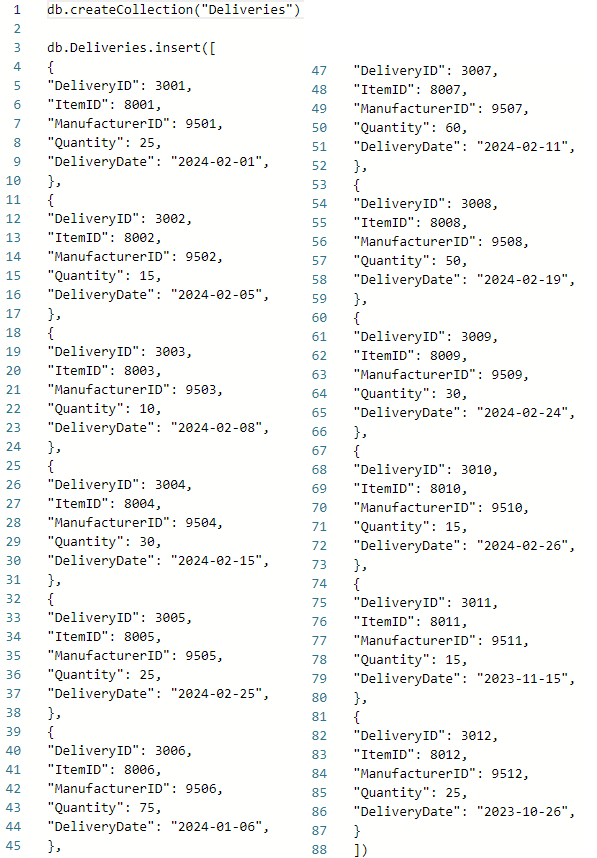 1 db.createCollection("Deliveries")
2
3 db.Deliveries.insert([
4 {
5 "DeliveryID": 3001,
6 "ItemID": 8001,
7 "ManufacturerID": 9501,
8 "Quantity": 25,
9 "DeliveryDate": "2024-02-01",
10 },
11 {
12 "DeliveryID": 3002,
13 "ItemID": 8002,
14 "ManufacturerID": 9502,
15 "Quantity": 15,
16 "DeliveryDate": "2024-02-05",
17 },
18 {
19 "DeliveryID": 3003,
20 "ItemID": 8003,
21 "ManufacturerID": 9503,
22 "Quantity": 10,
23 "DeliveryDate": "2024-02-08",
24 },
25 {
26 "DeliveryID": 3004,
27 "ItemID": 8004,
28 "ManufacturerID": 9504,
29 "Quantity": 30,
30 "DeliveryDate": "2024-02-15",
31 },
32 {
33 "DeliveryID": 3005,
34 "ItemID": 8005,
35 "ManufacturerID": 9505,
36 "Quantity": 25,
37 "DeliveryDate": "2024-02-25",
38 },
39 {
40 "DeliveryID": 3006,
41 "ItemID": 8006,
42 "ManufacturerID": 9506,
43 "Quantity": 75,
44 "DeliveryDate": "2024-01-06",
45 },
47 "DeliveryID": 3007,
48 "ItemID": 8007,
49 "ManufacturerID": 9507,
50 "Quantity": 60,
51 "DeliveryDate": "2024-02-11",
52 },
53 {
54 "DeliveryID": 3008,
55 "ItemID": 8008,
56 "ManufacturerID": 9508,
57 "Quantity": 50,
58 "DeliveryDate": "2024-02-19",
59 },
60 {
61 "DeliveryID": 3009,
62 "ItemID": 8009,
63 "ManufacturerID": 9509,
64 "Quantity": 30,
65 "DeliveryDate": "2024-02-24",
66 },
67 {
68 "DeliveryID": 3010,
69 "ItemID": 8010,
70 "ManufacturerID": 9510,
71 "Quantity": 15,
72 "DeliveryDate": "2024-02-26",
73 },
74 {
75 "DeliveryID": 3011,
76 "ItemID": 8011,
77 "ManufacturerID": 9511,
78 "Quantity": 15,
79 "DeliveryDate": "2023-11-15",
80 },
81 {
82 "DeliveryID": 3012,
83 "ItemID": 8012,
84 "ManufacturerID": 9512,
85 "Quantity": 25,
86 "DeliveryDate": "2023-10-26",
87 }
88 ])